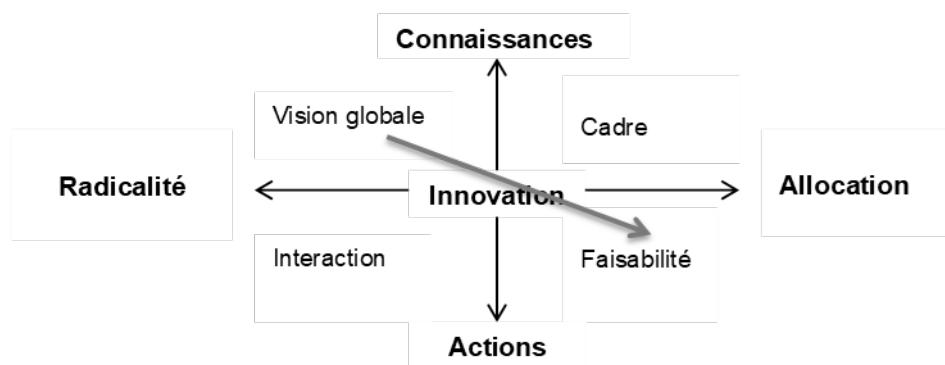 Connaissances
Vision globale
Cadre
Radicalité
Innovation
Allocation
Interaction
Faisabilité
Actions